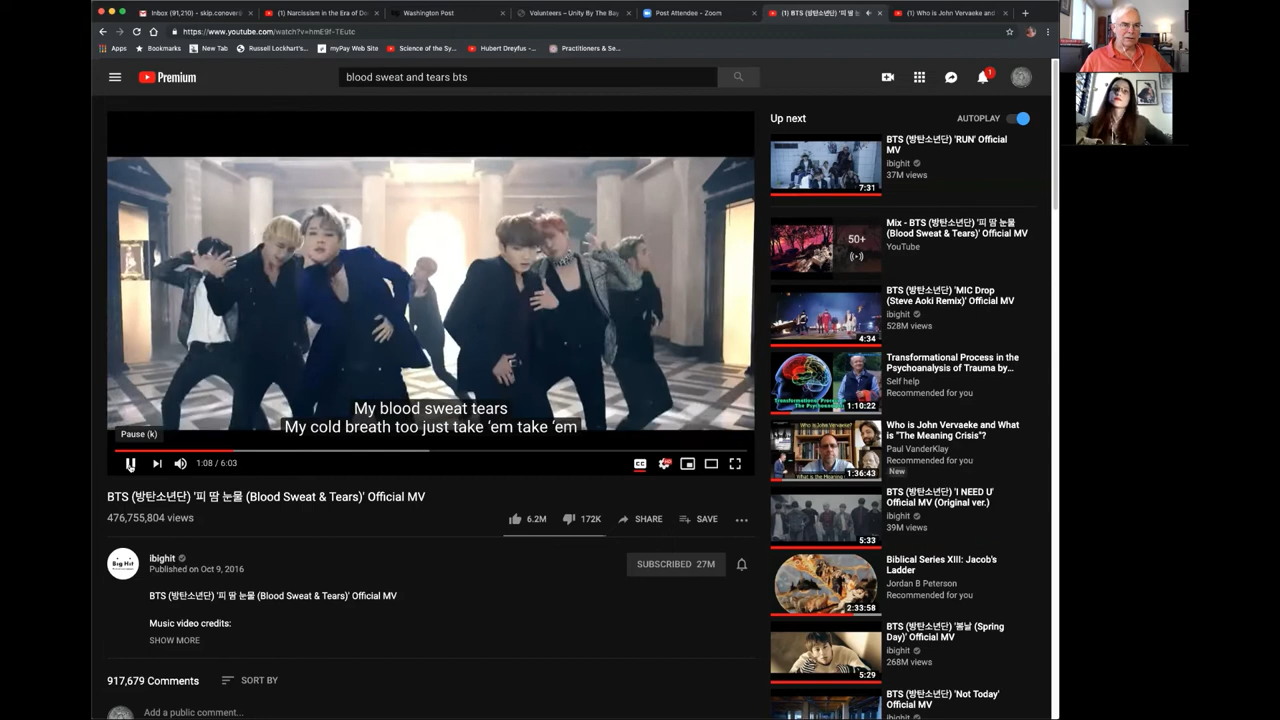 Inbox (91,210) - skip.conover
(1) Narcissism in the Era of Do
Washington Post
Volunteers – Unity By The Bay
Post Attendee - Zoom
(1) BTS (방탄소년단) '피 땀
(1) Who is John Vervaeke and
https://www.youtube.com/watch?v=hmE9f-TEutc
Apps
Bookmarks
New Tab
Russell Lockhart's...
myPay Web Site
Science of the Sy...
Hubert Dreyfus -...
Practitioners & Se...
Premium
blood sweat and tears bts
1
My blood sweat tears
My cold breath too just take 'em take 'em
Pause (k)
1:08 / 6:03
CC
BTS (방탄소년단) '피 땀 눈물 (Blood Sweat & Tears)' Official MV
476,755,804 views
6.2M
172K
SHARE
SAVE
Big Hit
ibighit
Published on Oct 9, 2016
SUBSCRIBED 27M
BTS (방탄소년단) '피 땀 눈물 (Blood Sweat & Tears)' Official MV
Music video credits:
SHOW MORE
917,679 Comments
SORT BY
Add a public comment...
Up next
AUTOPLAY
7:31
BTS (방탄소년단) 'RUN' Official
MV
ibighit
37M views
50+
Mix - BTS (방탄소년단) '피 땀 눈물
(Blood Sweat & Tears)' Official MV
YouTube
4:34
BTS (방탄소년단) 'MIC Drop
(Steve Aoki Remix)' Official MV
ibighit
528M views
1:10:22
Transformational Process in the
Psychoanalysis of Trauma by...
Self help
Recommended for you
1:36:43
Who is John Vervaeke and What
is "The Meaning Crisis"?
Paul VanderKlay
Recommended for you
New
5:33
BTS (방탄소년단) 'I NEED U'
Official MV (Original ver.)
ibighit
39M views
2:33:58
Biblical Series XIII: Jacob's
Ladder
Jordan B Peterson
Recommended for you
5:29
BTS (방탄소년단) '봄날 (Spring
Day)' Official MV
ibighit
268M views
BTS (방탄소년단) 'Not Today'
Official MV
ibighit